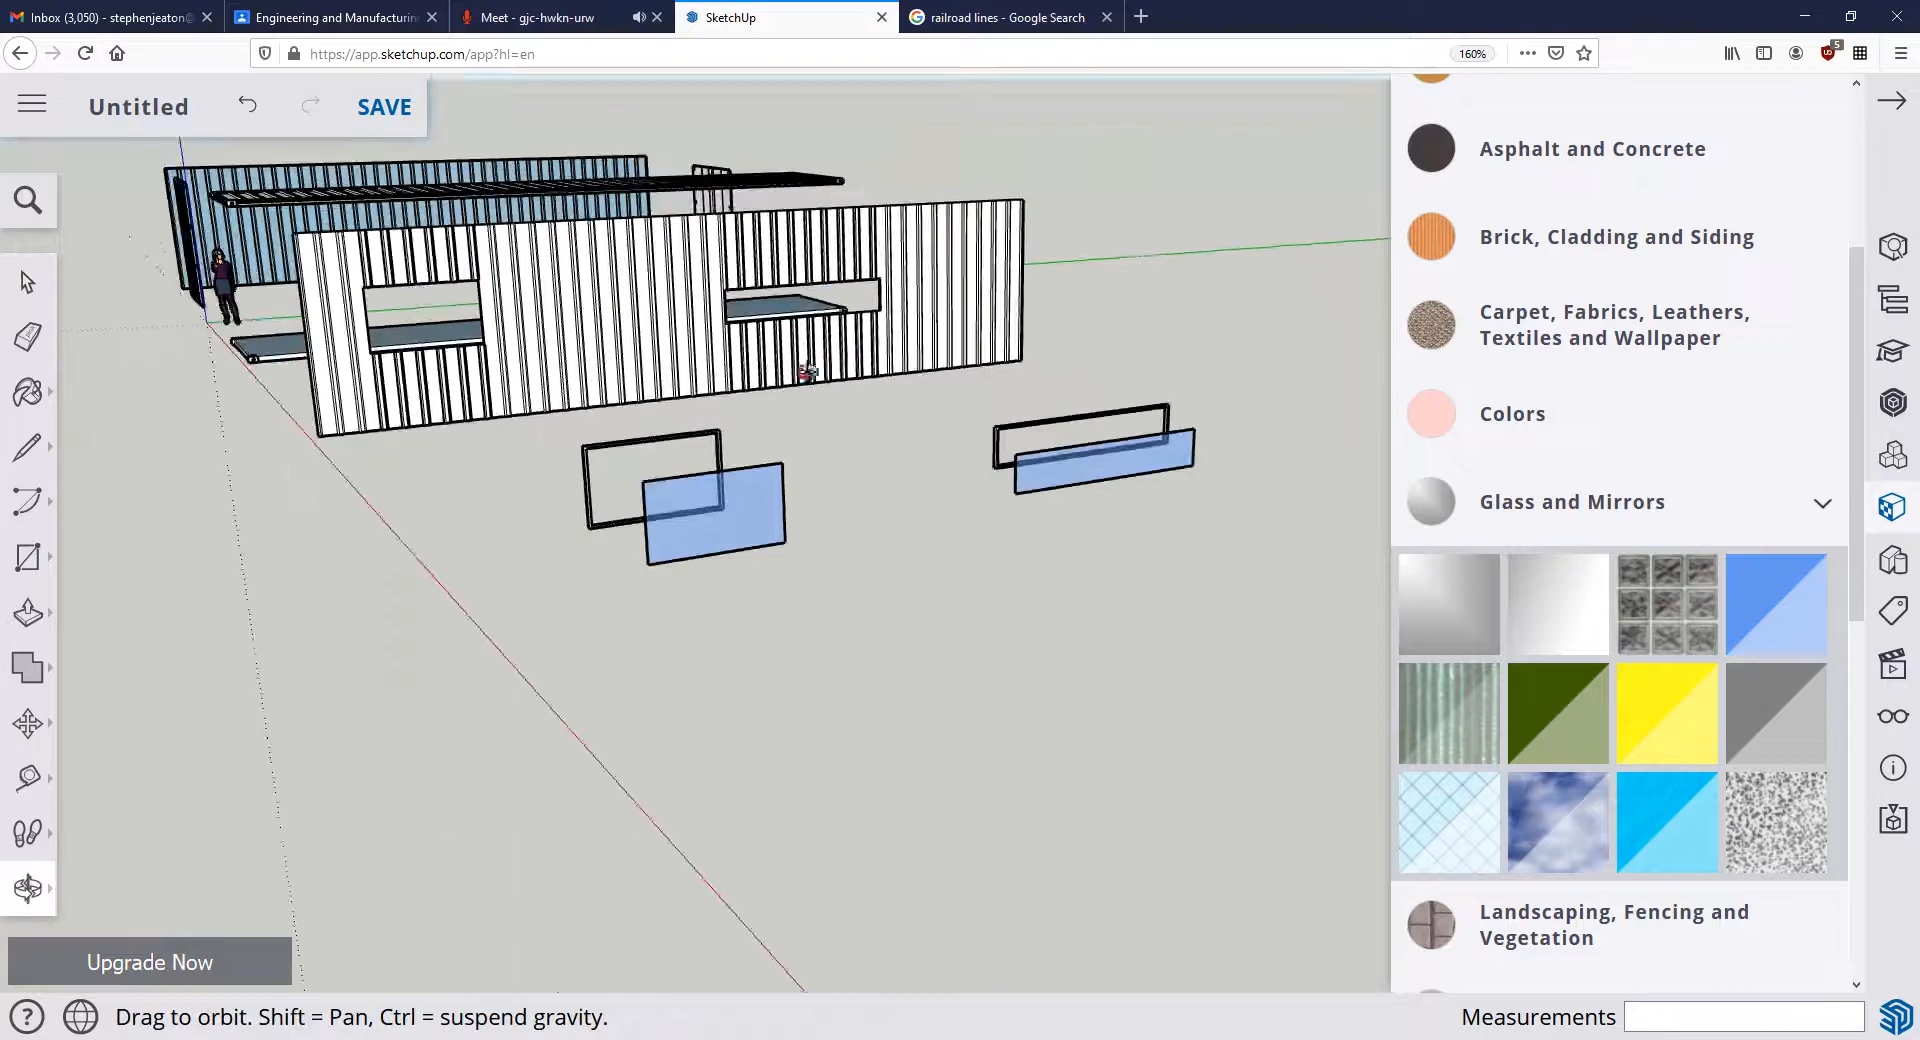 Inbox (3,050) - stephenjeaton@
Engineering and Manufacturin
Meet - gjc-hwkn-urw
SketchUp
railroad lines - Google Search
https://app.sketchup.com/app?hl=en
160%
5
Untitled
SAVE
Asphalt and Concrete
Brick, Cladding and Siding
Carpet, Fabrics, Leathers,
Textiles and Wallpaper
Colors
Glass and Mirrors
Landscaping, Fencing and
Vegetation
Upgrade Now
Drag to orbit. Shift = Pan, Ctrl = suspend gravity.
Measurements